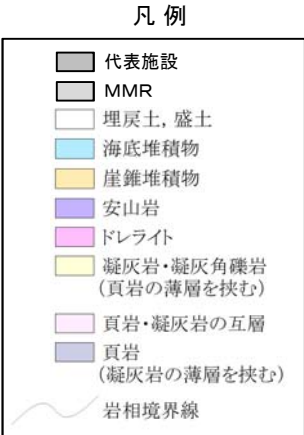 凡 例
代表施設
MMR
埋戻土, 盛土
海底堆積物
崖錐堆積物
安山岩
ドレライト
凝灰岩・凝灰角礫岩
(頁岩の薄層を挟む)
頁岩・凝灰岩の互層
頁岩
(凝灰岩の薄層を挟む)
岩相境界線